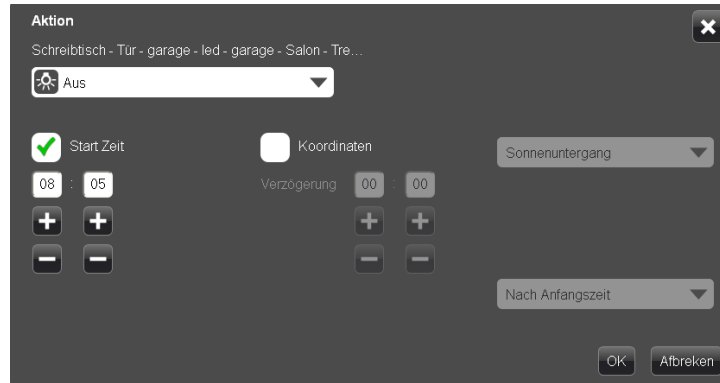 Aktion
Schreibtisch - Tür - garage - led - garage - Salon - Tre...
Aus
Start Zeit
Koordinaten
Sonnenuntergang
08 : 05
Verzögerung 00 : 00
Nach Anfangszeit
OK Afbreken